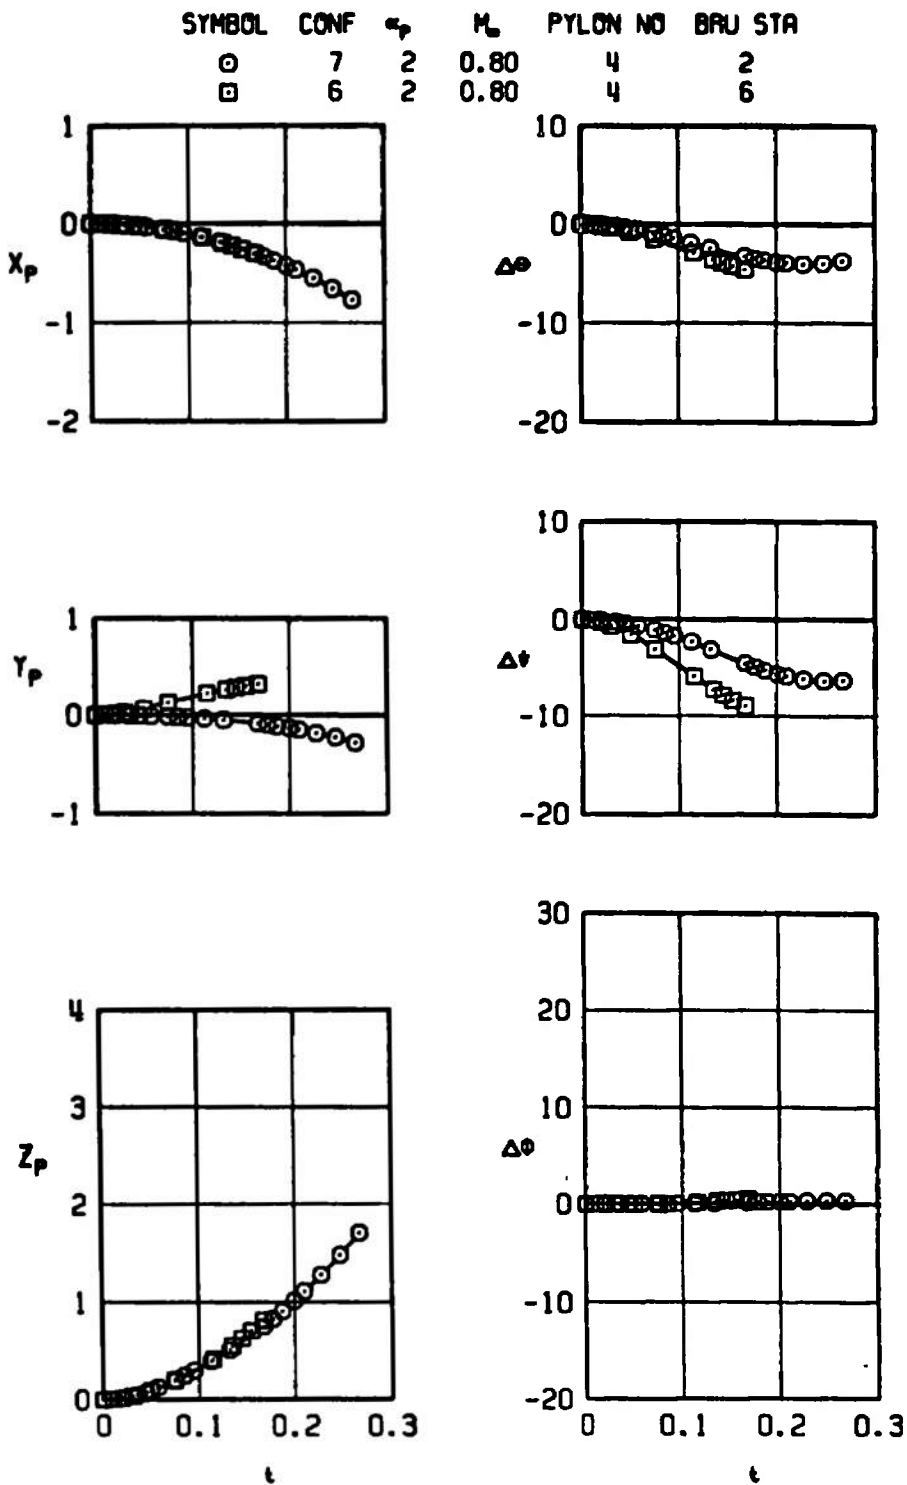 SYMBOL CONF αp M∞ PYLON NO BRU STA
⊙ 7 2 0.80 4 2
⊡ 6 2 0.80 4 6
1 10
0 0
Xp Δθ
-1 -10
-2 -20
10
1 0
Yp Δψ
0 -10
-1 -20
30
4 20
3 10
Zp Δφ
2 0
1 -10
0 -20
0 0.1 0.2 0.3 0 0.1 0.2 0.3
t t